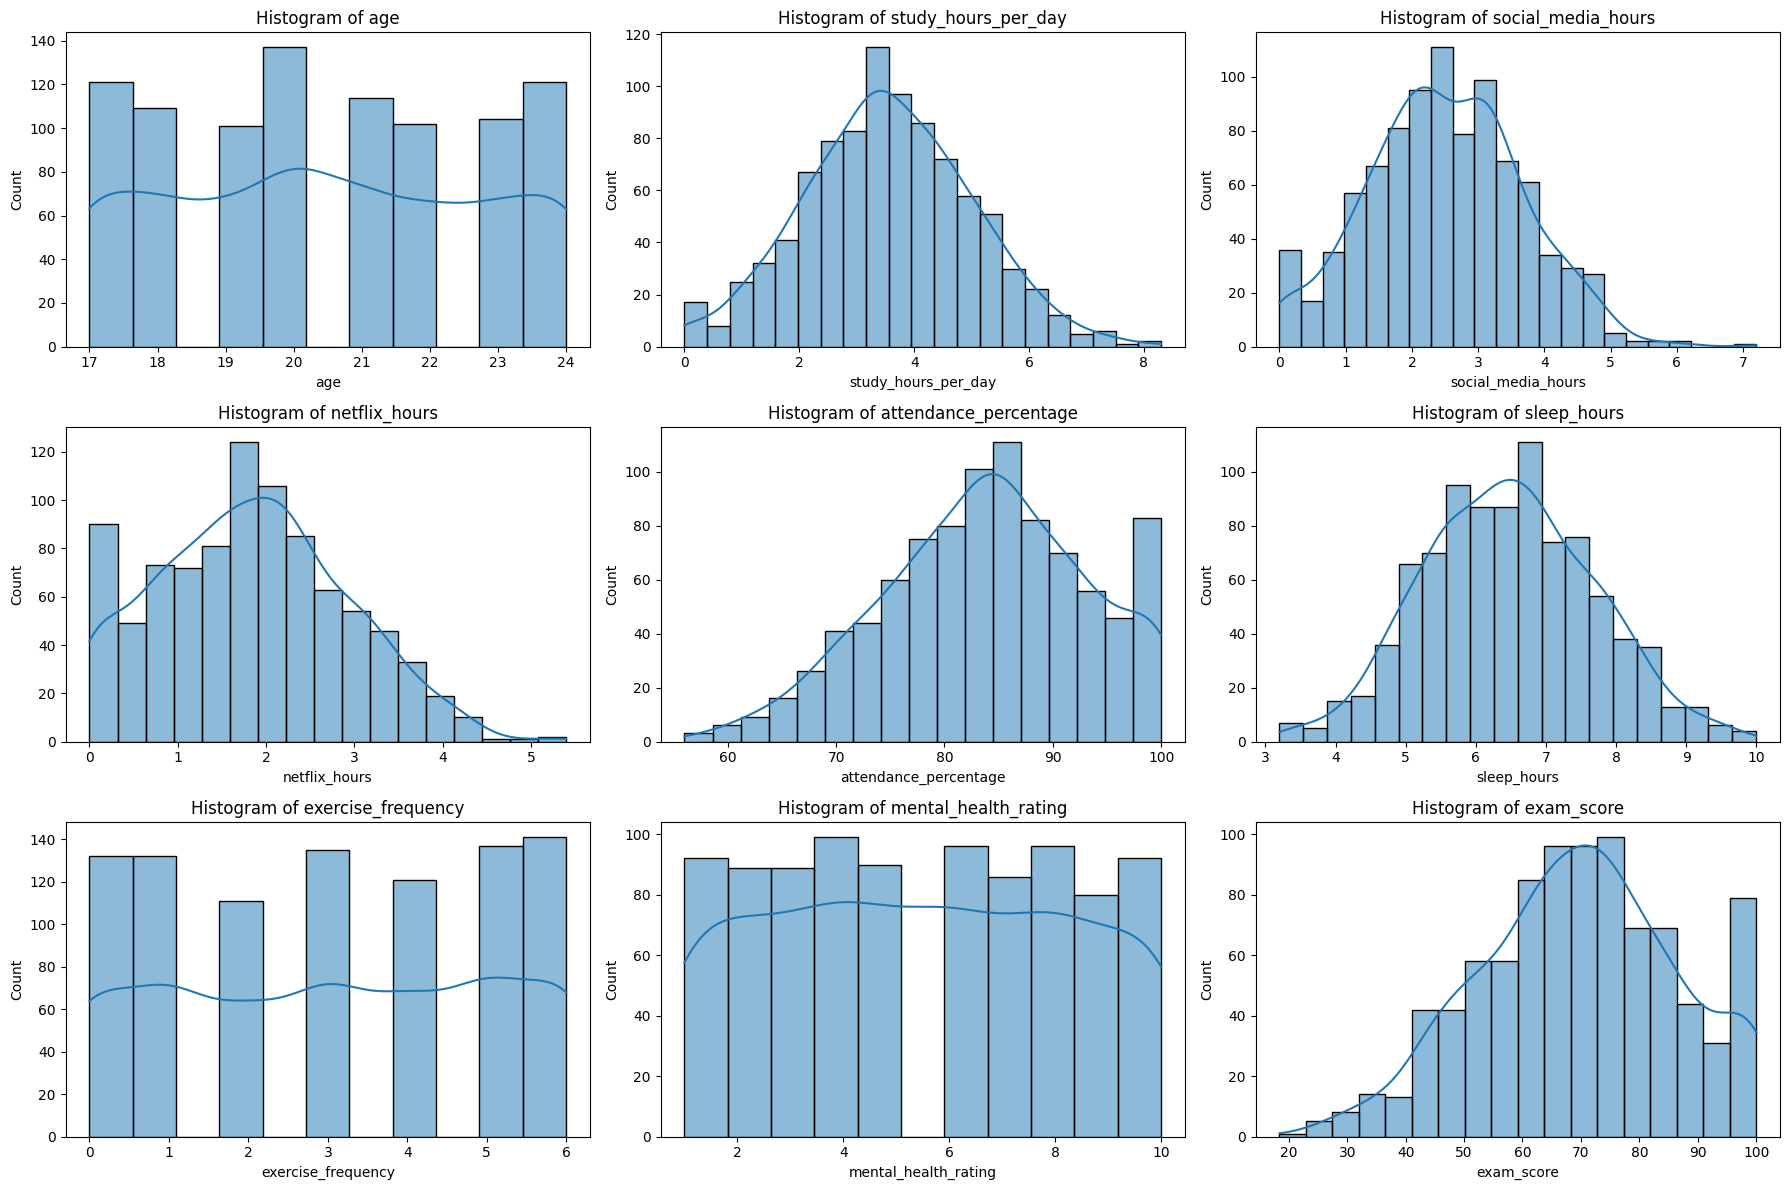 Histogram of age
140
120
100
80
60
40
20
0
Count
17 18 19 20 21 22 23 24
age
Histogram of study_hours_per_day
120
100
80
60
40
20
0
Count
0 2 4 6 8
study_hours_per_day
Histogram of social_media_hours
100
80
60
40
20
0
Count
0 1 2 3 4 5 6 7
social_media_hours
Histogram of netflix_hours
120
100
80
60
40
20
0
Count
0 1 2 3 4 5
netflix_hours
Histogram of attendance_percentage
100
80
60
40
20
0
Count
60 70 80 90 100
attendance_percentage
Histogram of sleep_hours
100
80
60
40
20
0
Count
3 4 5 6 7 8 9 10
sleep_hours
Histogram of exercise_frequency
140
120
100
80
60
40
20
0
Count
0 1 2 3 4 5 6
exercise_frequency
Histogram of mental_health_rating
100
80
60
40
20
0
Count
2 4 6 8 10
mental_health_rating
Histogram of exam_score
100
80
60
40
20
0
Count
20 30 40 50 60 70 80 90 100
exam_score